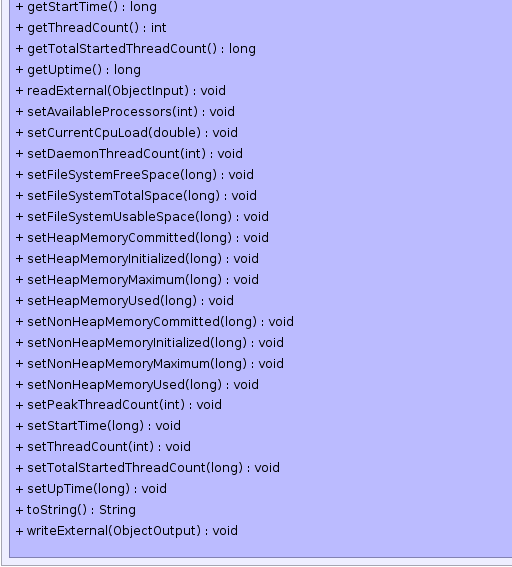 + getStartTime() : long
+ getThreadCount() : int
+ getTotalStartedThreadCount() : long
+ getUptime() : long
+ readExternal(ObjectInput) : void
+ setAvailableProcessors(int) : void
+ setCurrentCpuLoad(double) : void
+ setDaemonThreadCount(int) : void
+ setFileSystemFreeSpace(long) : void
+ setFileSystemTotalSpace(long) : void
+ setFileSystemUsableSpace(long) : void
+ setHeapMemoryCommitted(long) : void
+ setHeapMemoryInitialized(long) : void
+ setHeapMemoryMaximum(long) : void
+ setHeapMemoryUsed(long) : void
+ setNonHeapMemoryCommitted(long) : void
+ setNonHeapMemoryInitialized(long) : void
+ setNonHeapMemoryMaximum(long) : void
+ setNonHeapMemoryUsed(long) : void
+ setPeakThreadCount(int) : void
+ setStartTime(long) : void
+ setThreadCount(int) : void
+ setTotalStartedThreadCount(long) : void
+ setUpTime(long) : void
+ toString() : String
+ writeExternal(ObjectOutput) : void